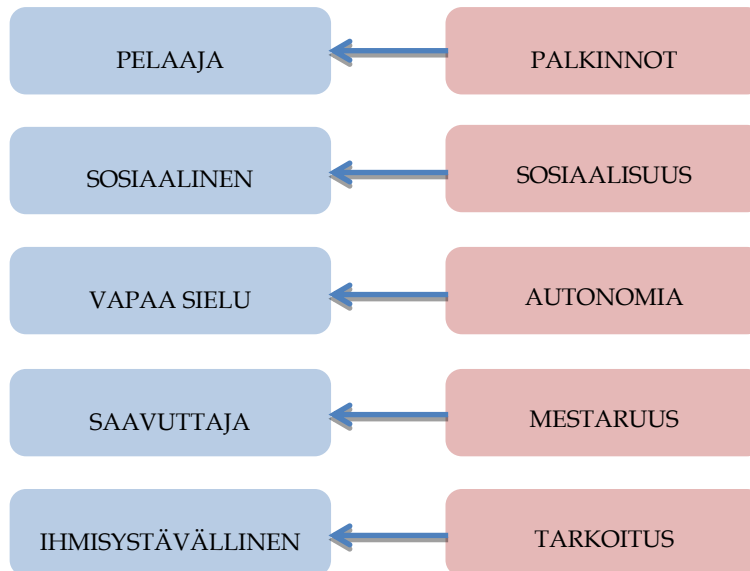 PELAAJA
PALKINNOT
SOSIAALINEN
SOSIAALISUUS
VAPAA SIELU
AUTONOMIA
SAAVUTTAJA
MESTARUUS
IHMISYSTÄVÄLLINEN
TARKOITUS